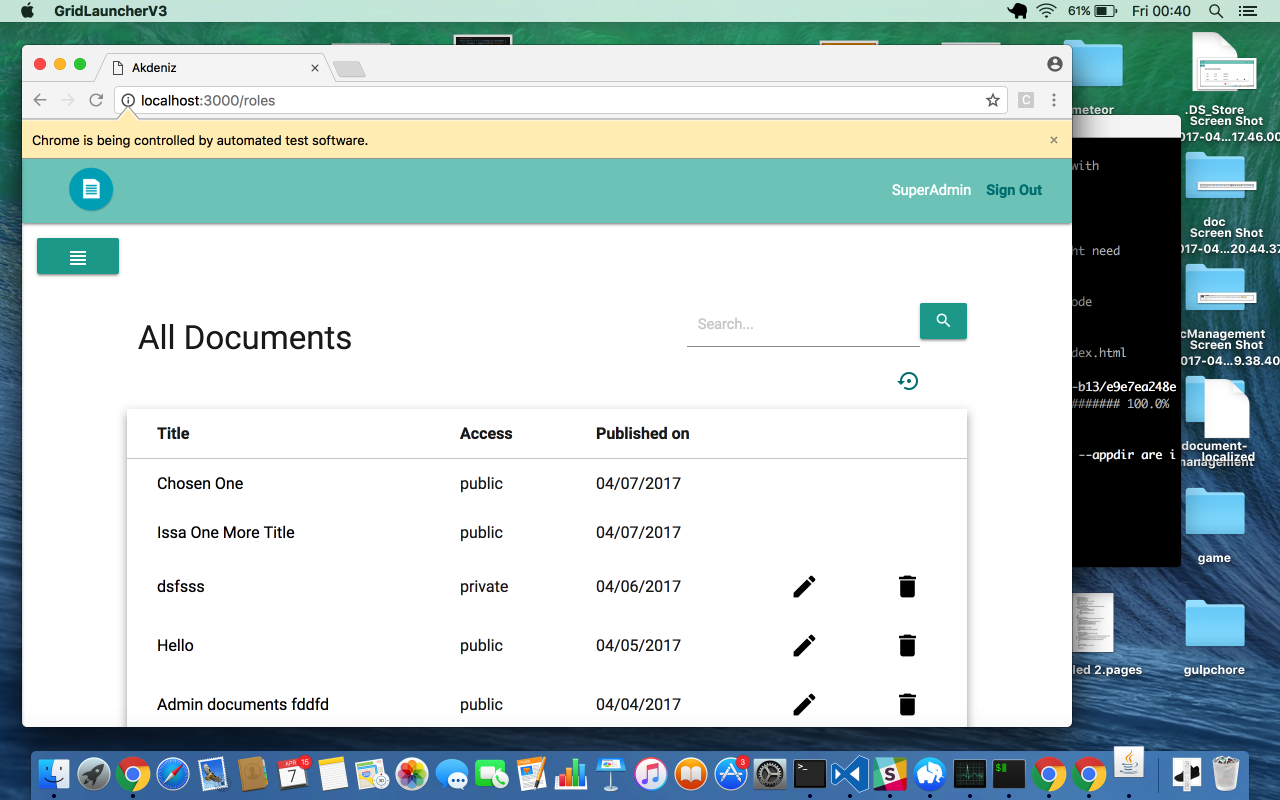 GridLauncherV3
61%
Fri 00:40
Akdeniz
localhost:3000/roles
Chrome is being controlled by automated test software.
SuperAdmin
Sign Out
All Documents
Search...
Title Access Published on
Chosen One public 04/07/2017
Issa One More Title public 04/07/2017
dsfsss private 04/06/2017
Hello public 04/05/2017
Admin documents fddfd public 04/04/2017
meteor
.DS_Store
Screen Shot
017-04...17.46.00
with
doc
Screen Shot
017-04...20.44.37
ht need
ode
cManagement
Screen Shot
017-04...9.38.40
dex.html
-b13/e9e7ea248e
####### 100.0%
document-
management
.localized
--appdir are i
game
led 2.pages
gulpchore
APR 15
7
3